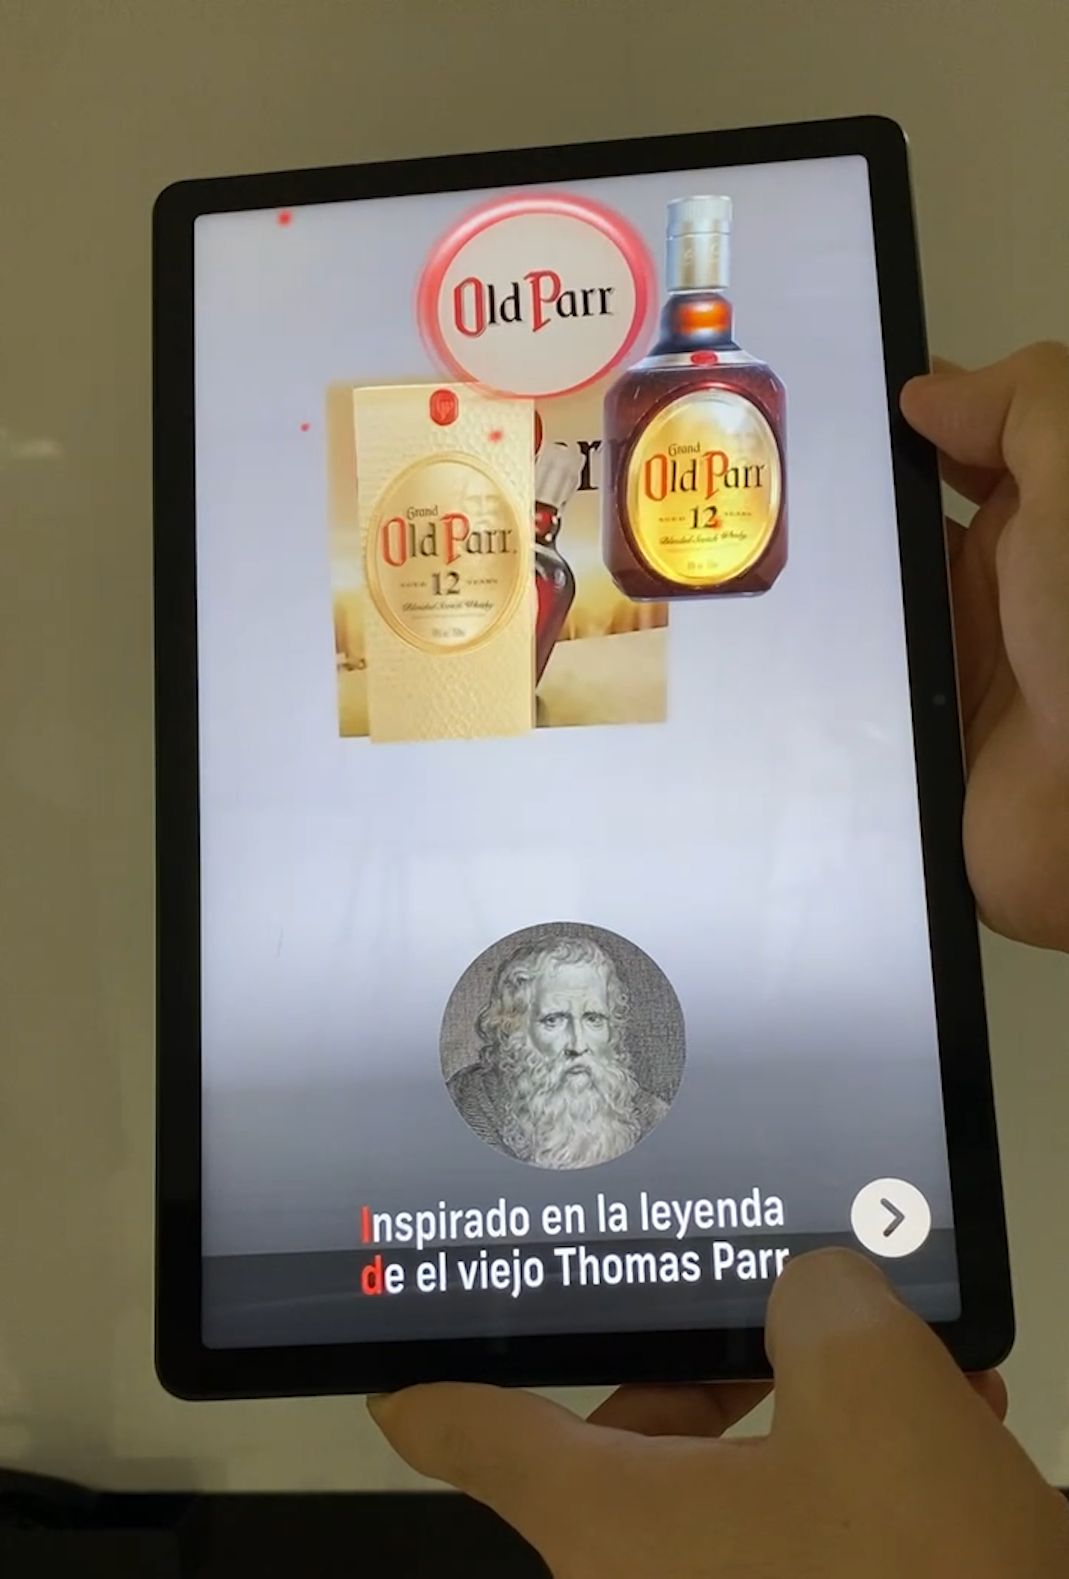 Old Parr
Grand
Old Parr
AGED 12 YEARS
Blended Scotch Whisky
arr
Grand
Old Parr
AGED 12 YEARS
Blended Scotch Whisky
Inspirado en la leyenda
de el viejo Thomas Parr